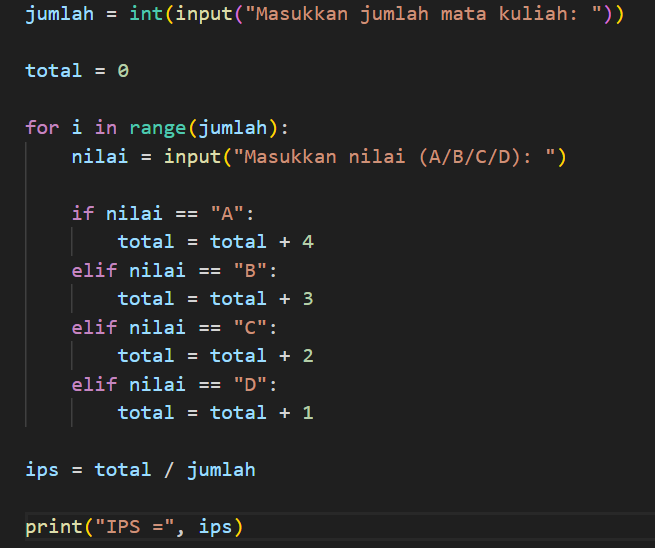 jumlah = int(input("Masukkan jumlah mata kuliah: "))
total = 0
for i in range(jumlah):
    nilai = input("Masukkan nilai (A/B/C/D): ")
    if nilai == "A":
        total = total + 4
    elif nilai == "B":
        total = total + 3
    elif nilai == "C":
        total = total + 2
    elif nilai == "D":
        total = total + 1
ips = total / jumlah
print("IPS =", ips)